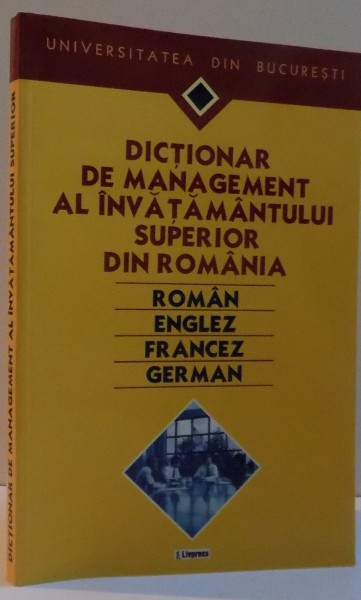 UNIVERSITATEA DIN BUCUREȘTI
DICȚIONAR
DE MANAGEMENT
AL ÎNVĂȚĂMÂNTULUI
SUPERIOR
DIN ROMÂNIA
ROMÂN
ENGLEZ
FRANCEZ
GERMAN
Livpress
DICȚIONAR DE MANAGEMENT AL ÎNVĂȚĂMÂNTULUI SUPERIOR